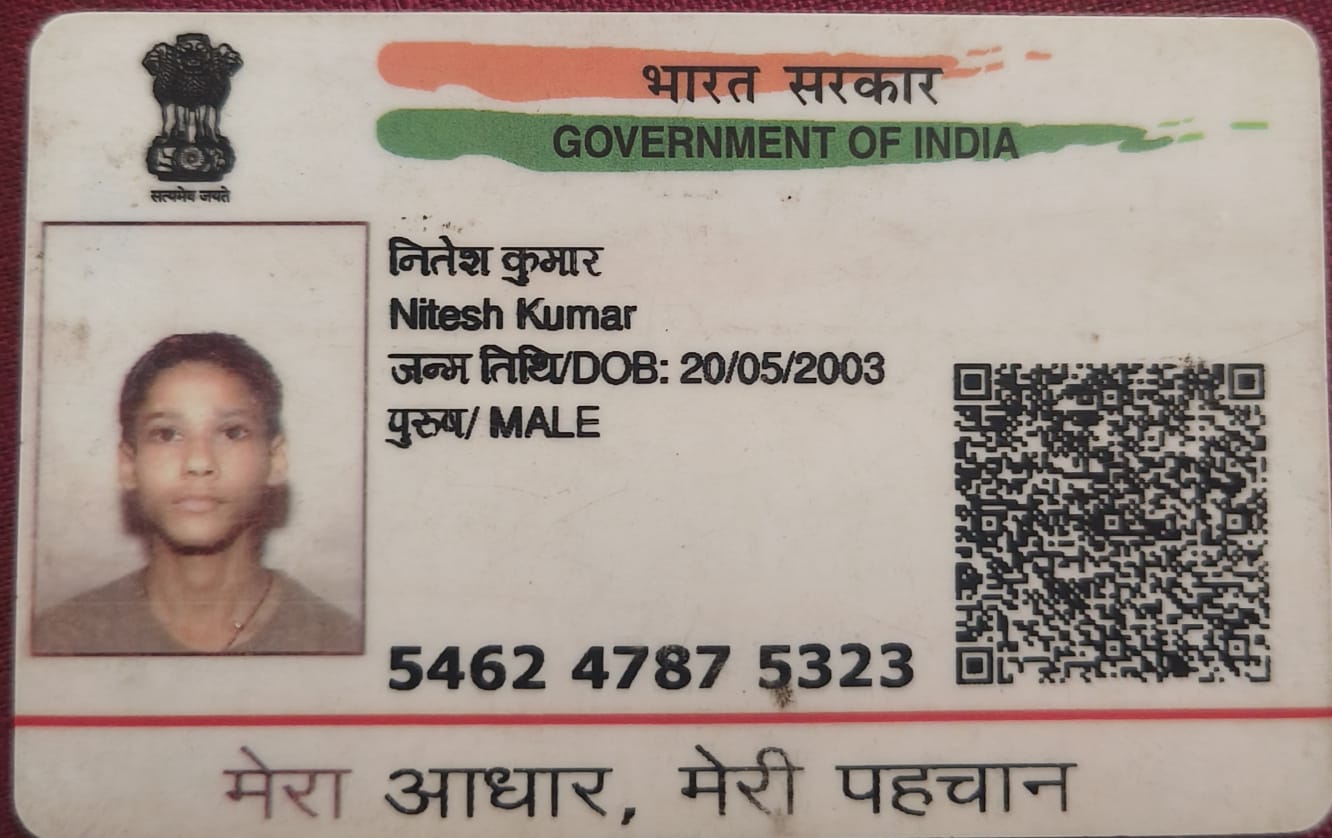 सत्यमेव जयते
भारत सरकार
GOVERNMENT OF INDIA
नितेश कुमार
Nitesh Kumar
जन्म तिथि/DOB: 20/05/2003
पुरुष/ MALE
5462 4787 5323
मेरा आधार, मेरी पहचान